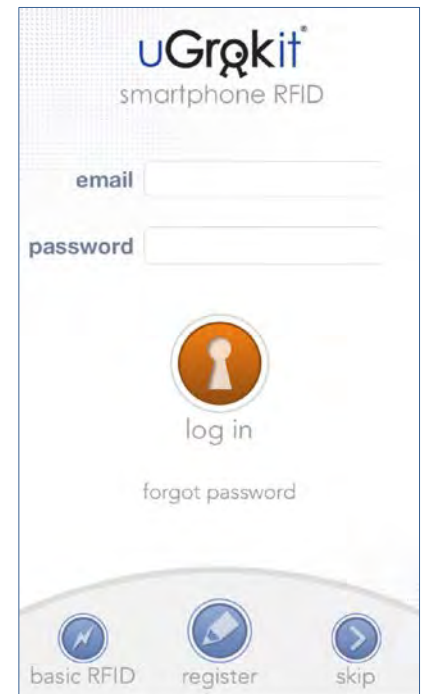 uGrokit®
smartphone RFID
email
password
log in
forgot password
basic RFID register skip